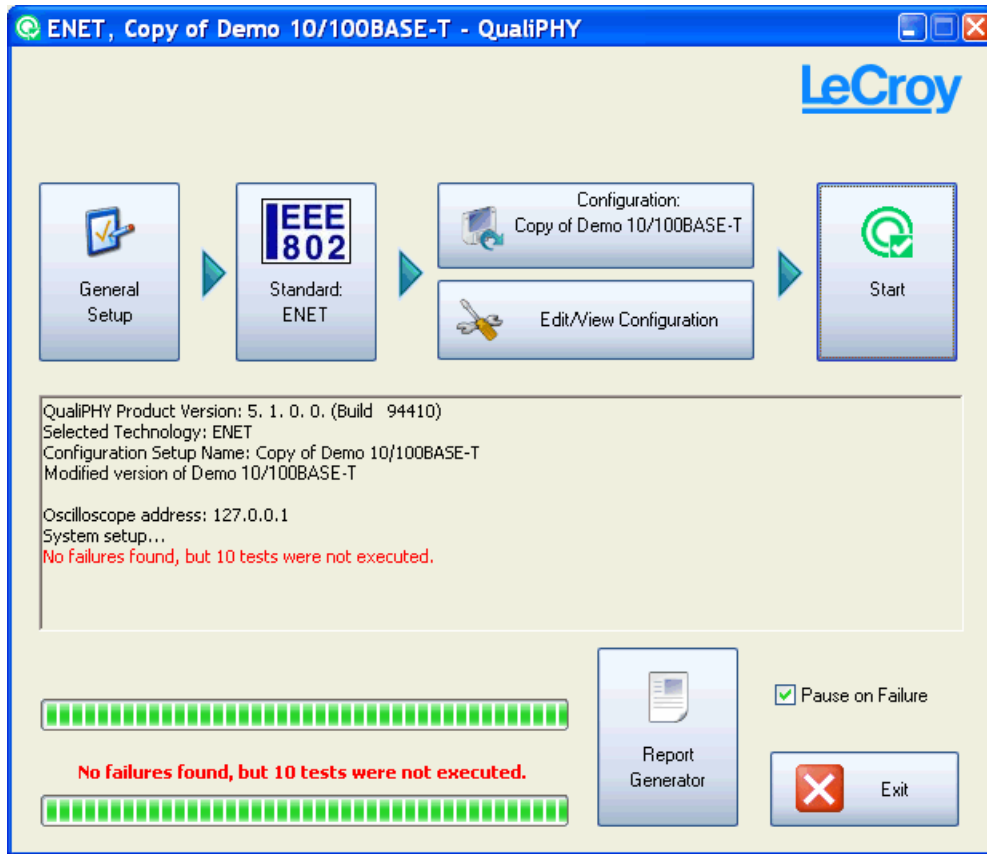 ENET, Copy of Demo 10/100BASE-T - QualiPHY
LeCroy
General
Setup
IEEE
802
Standard:
ENET
Configuration:
Copy of Demo 10/100BASE-T
Edit/View Configuration
Start
QualiPHY Product Version: 5. 1. 0. 0. (Build   94410)
Selected Technology: ENET
Configuration Setup Name: Copy of Demo 10/100BASE-T
Modified version of Demo 10/100BASE-T
Oscilloscope address: 127.0.0.1
System setup...
No failures found, but 10 tests were not executed.
No failures found, but 10 tests were not executed.
Report
Generator
Pause on Failure
Exit